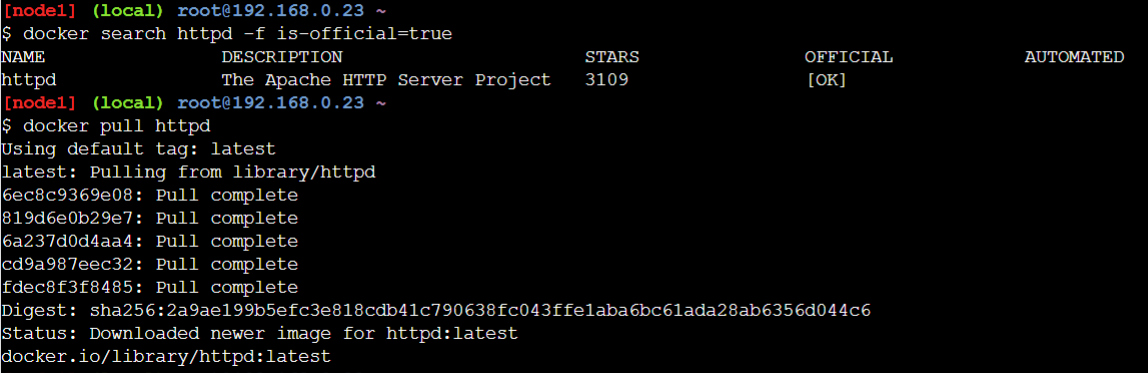 [node1] (local) root@192.168.0.23 ~
$ docker search httpd -f is-official=true
NAME DESCRIPTION STARS OFFICIAL AUTOMATED
httpd The Apache HTTP Server Project 3109 [OK]
[node1] (local) root@192.168.0.23 ~
$ docker pull httpd
Using default tag: latest
latest: Pulling from library/httpd
6ec8c9369e08: Pull complete
819d6e0b29e7: Pull complete
6a237d0d4aa4: Pull complete
cd9a987eec32: Pull complete
fdec8f3f8485: Pull complete
Digest: sha256:2a9ae199b5efc3e818cdb41c790638fc043ffe1aba6bc61ada28ab6356d044c6
Status: Downloaded newer image for httpd:latest
docker.io/library/httpd:latest